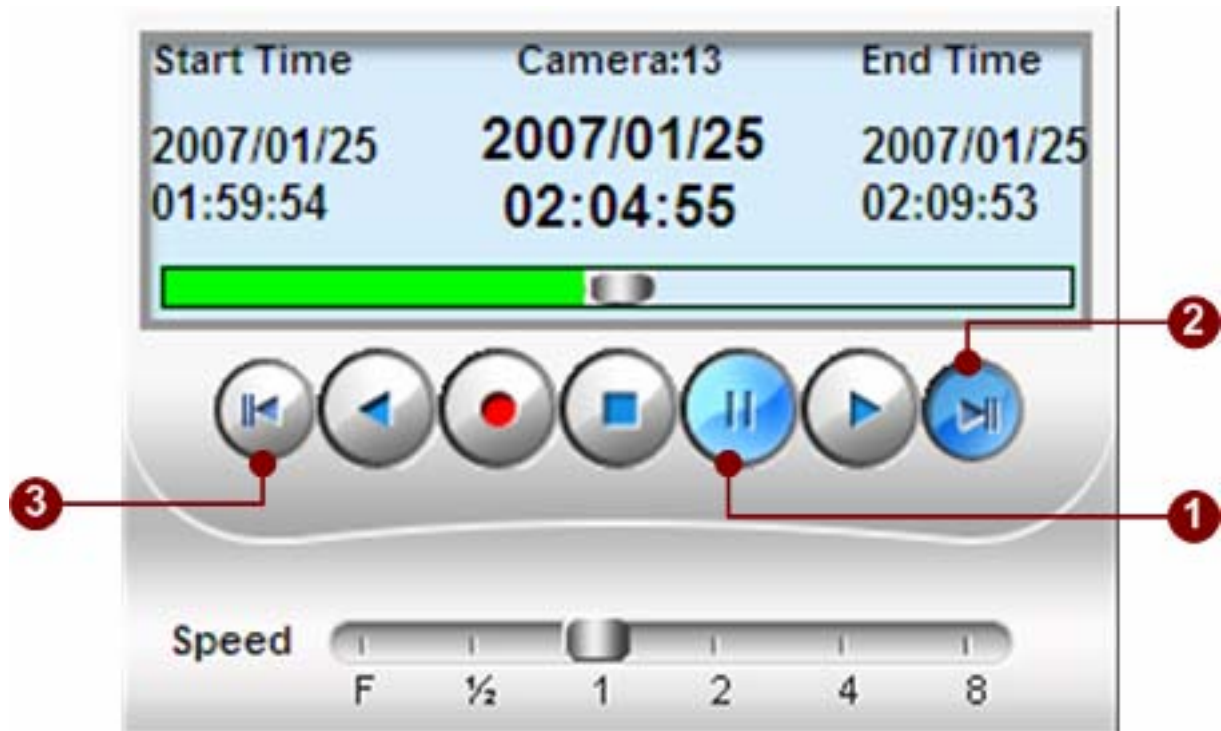 Start Time Camera:13 End Time
2007/01/25 2007/01/25 2007/01/25
01:59:54 02:04:55 02:09:53
2
3
1
Speed
F ½ 1 2 4 8